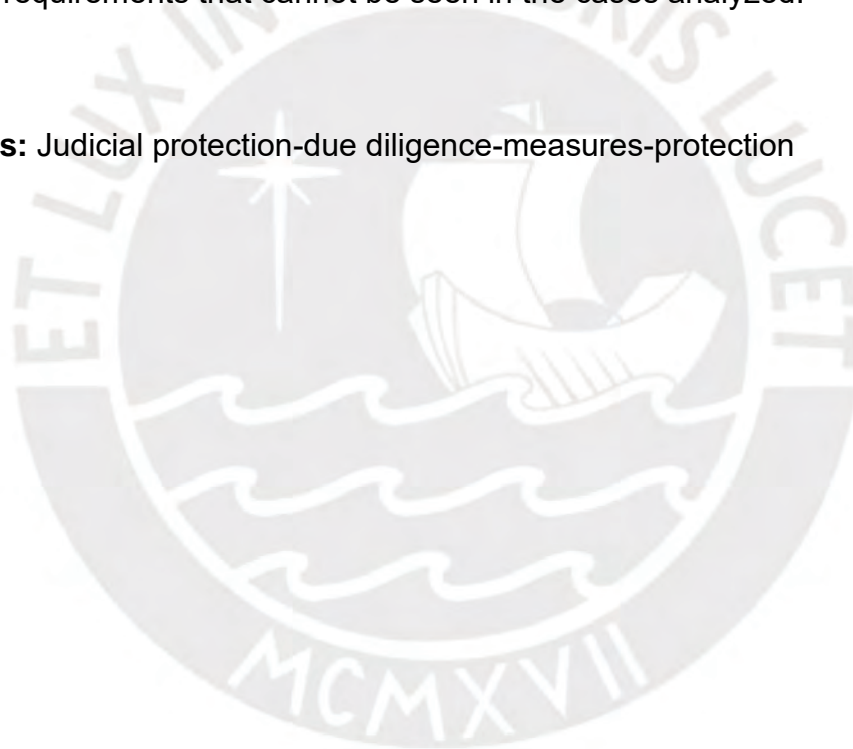 requirements that cannot be seen in the cases analyzed.
s: Judicial protection-due diligence-measures-protection
ET LUX IN RIS LUCET
MCMXVII